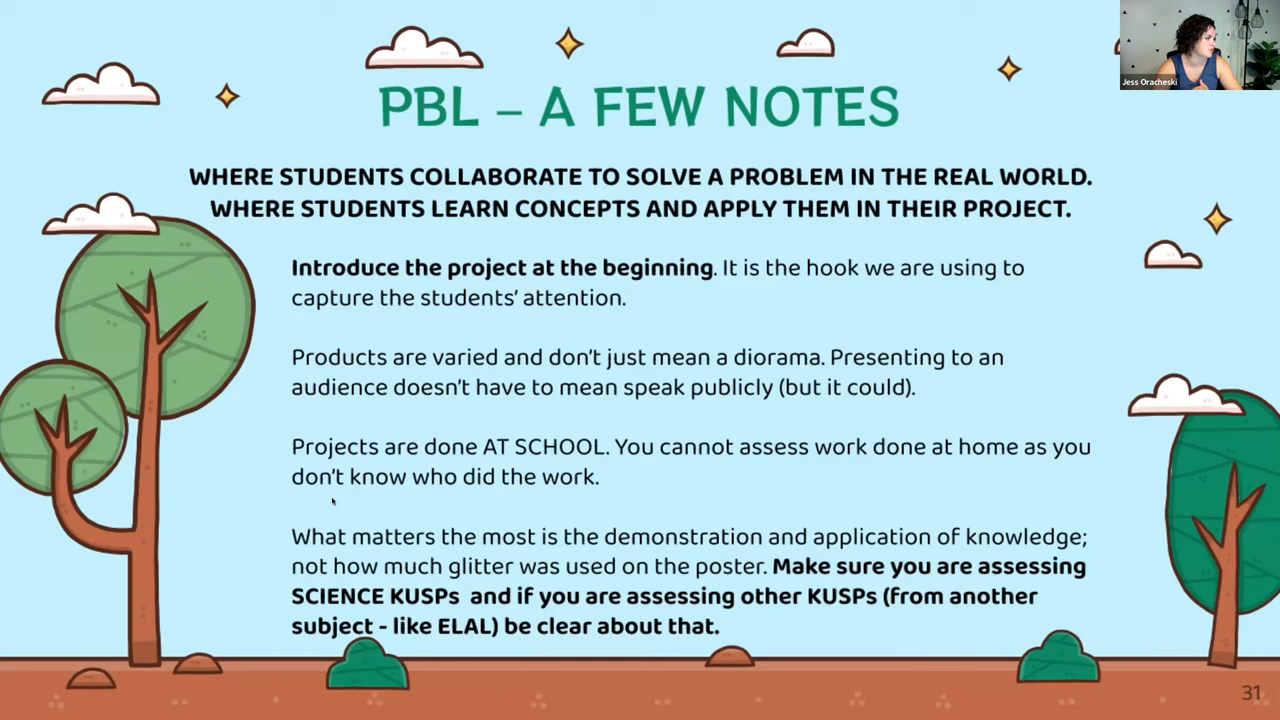 Jess Oracheski
PBL – A FEW NOTES
WHERE STUDENTS COLLABORATE TO SOLVE A PROBLEM IN THE REAL WORLD.
WHERE STUDENTS LEARN CONCEPTS AND APPLY THEM IN THEIR PROJECT.
Introduce the project at the beginning. It is the hook we are using to
capture the students’ attention.
Products are varied and don’t just mean a diorama. Presenting to an
audience doesn’t have to mean speak publicly (but it could).
Projects are done AT SCHOOL. You cannot assess work done at home as you
don’t know who did the work.
What matters the most is the demonstration and application of knowledge;
not how much glitter was used on the poster. Make sure you are assessing
SCIENCE KUSPs and if you are assessing other KUSPs (from another
subject - like ELAL) be clear about that.
31